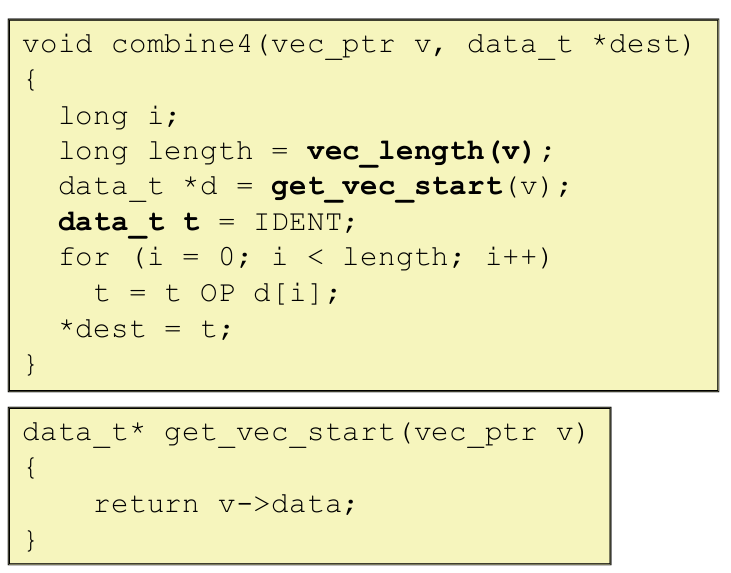 void combine4(vec_ptr v, data_t *dest)
{
  long i;
  long length = vec_length(v);
  data_t *d = get_vec_start(v);
  data_t t = IDENT;
  for (i = 0; i < length; i++)
    t = t OP d[i];
  *dest = t;
}
data_t* get_vec_start(vec_ptr v)
{
    return v->data;
}